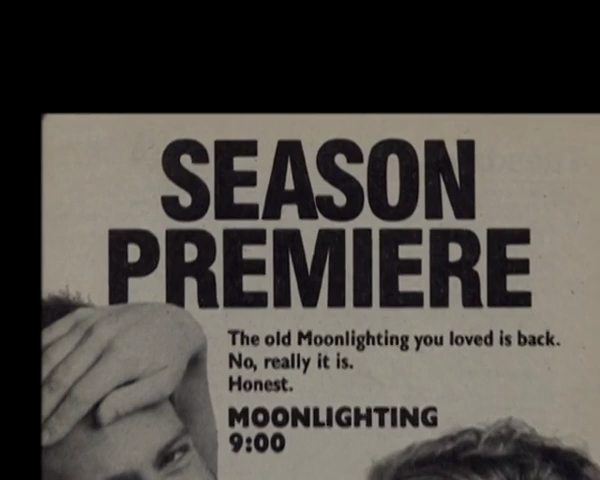 SEASON
PREMIERE
The old Moonlighting you loved is back.
No, really it is.
Honest.
MOONLIGHTING
9:00